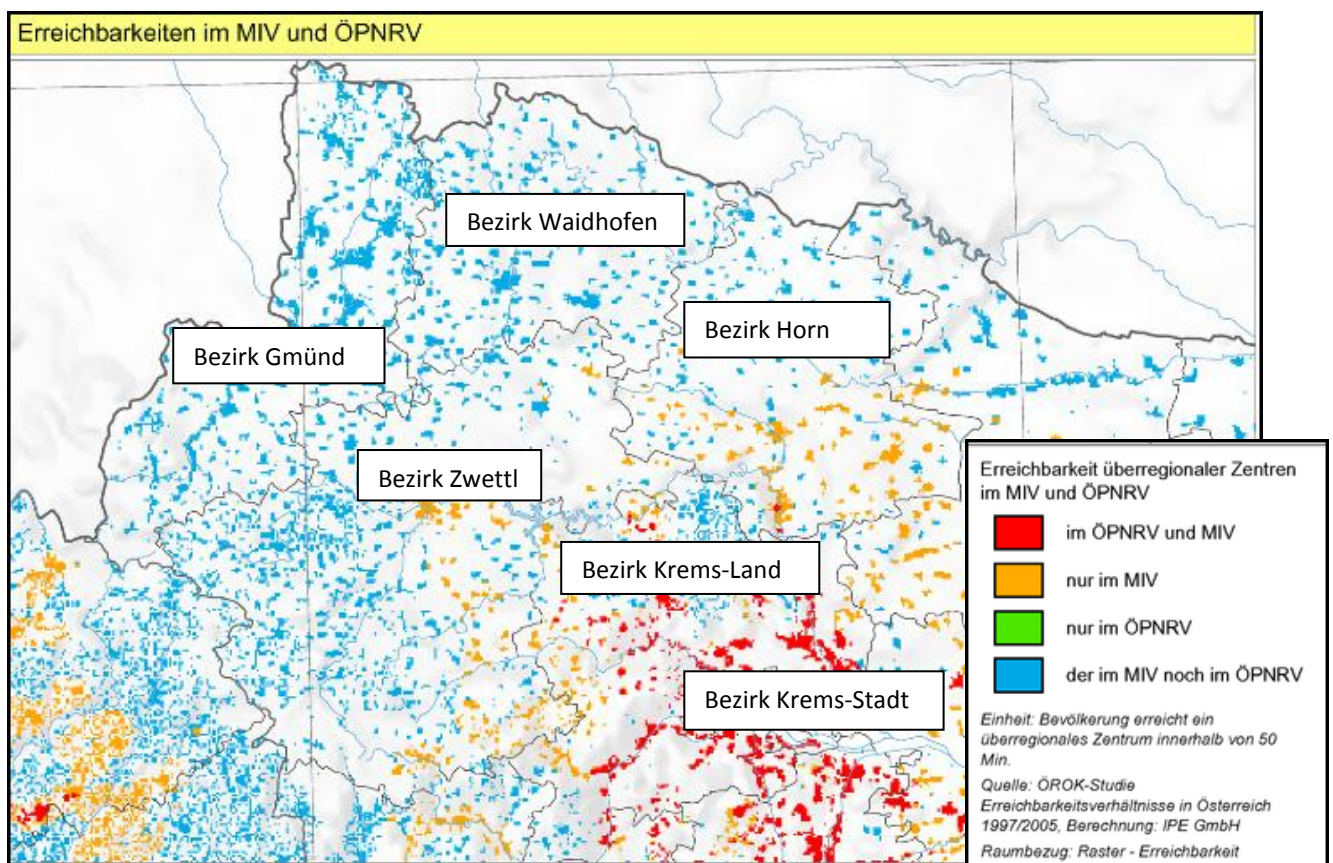 Erreichbarkeiten im MIV und ÖPNRV
Bezirk Waidhofen
Bezirk Horn
Bezirk Gmünd
Bezirk Zwettl
Bezirk Krems-Land
Bezirk Krems-Stadt
Erreichbarkeit überregionaler Zentren
im MIV und ÖPNRV
im ÖPNRV und MIV
nur im MIV
nur im ÖPNRV
der im MIV noch im ÖPNRV
Einheit: Bevölkerung erreicht ein
überregionales Zentrum innerhalb von 50
Min.
Quelle: ÖROK-Studie
Erreichbarkeitsverhältnisse in Österreich
1997/2005, Berechnung: IPE GmbH
Raumbezug: Raster - Erreichbarkeit